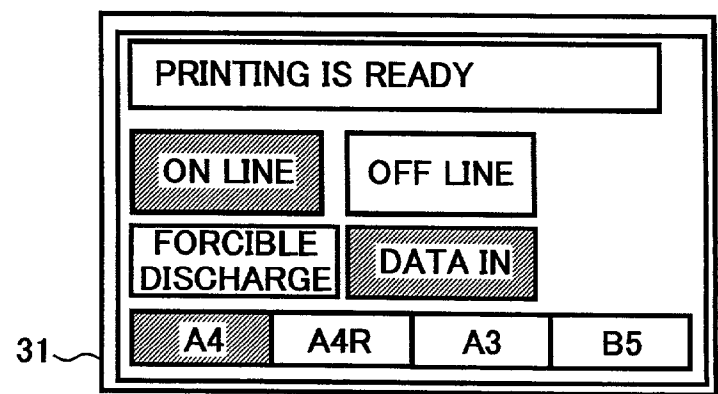 PRINTING IS READY
ON LINE OFF LINE
FORCIBLE
DISCHARGE
DATA IN
A4 A4R A3 B5
31